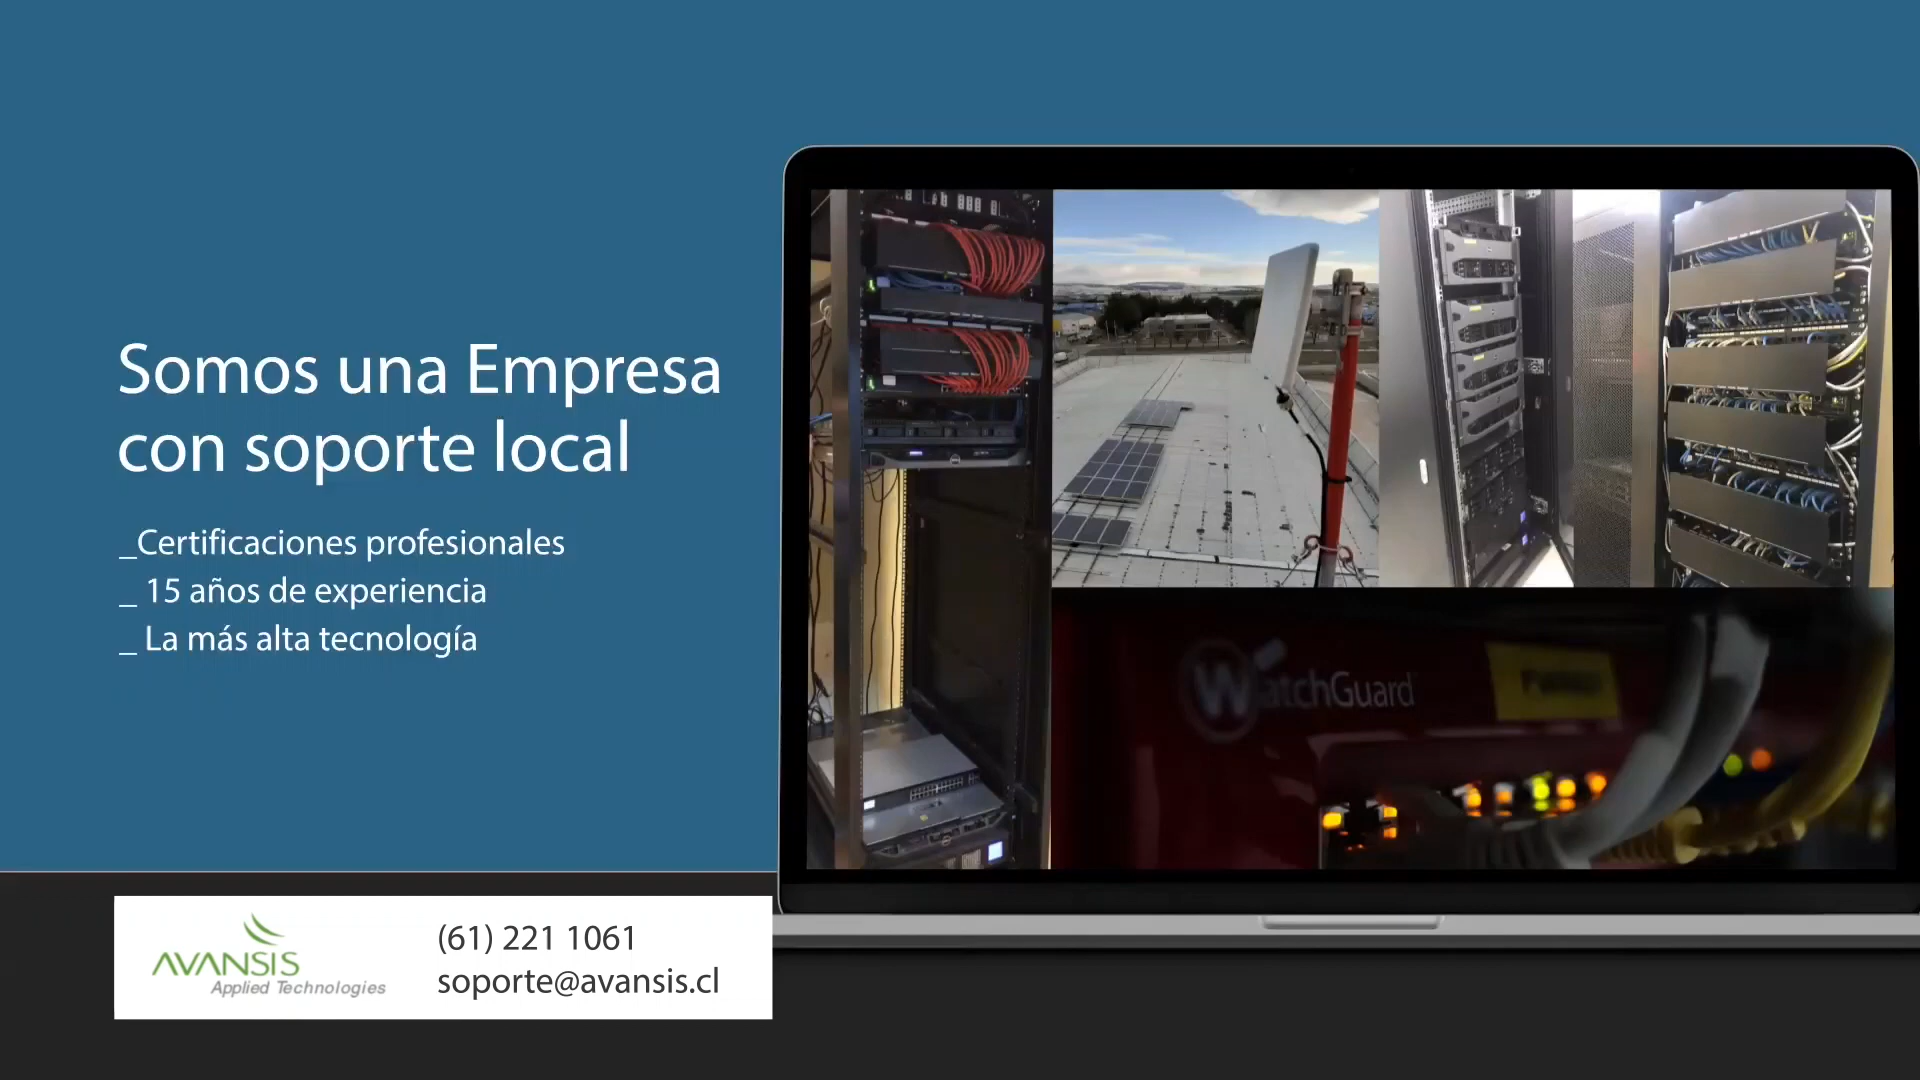 Somos una Empresa
con soporte local
_Certificaciones profesionales
_ 15 años de experiencia
_ La más alta tecnología
WatchGuard
AVANSIS
Applied Technologies
(61) 221 1061
soporte@avansis.cl